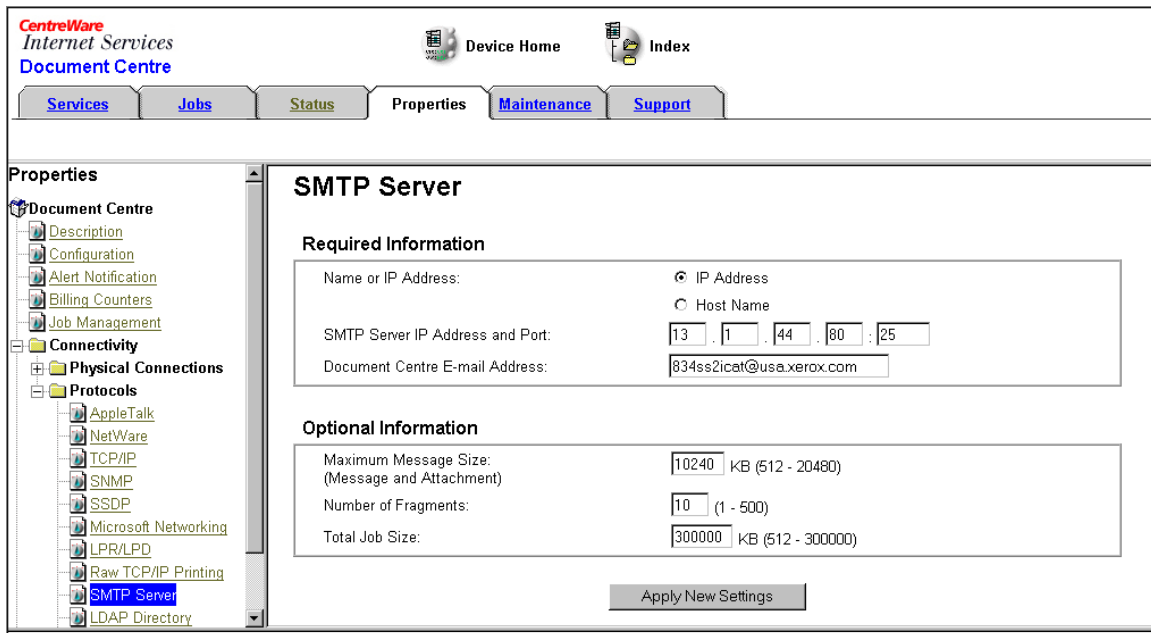 CentreWare
Internet Services
Document Centre
Device Home
Index
Services
Jobs
Status
Properties
Maintenance
Support
Properties
Document Centre
Description
Configuration
Alert Notification
Billing Counters
Job Management
Connectivity
Physical Connections
Protocols
AppleTalk
NetWare
TCP/IP
SNMP
SSDP
Microsoft Networking
LPR/LPD
Raw TCP/IP Printing
SMTP Server
LDAP Directory
SMTP Server
Required Information
Name or IP Address:
IP Address
Host Name
SMTP Server IP Address and Port: 13 . 1 . 44 . 80 : 25
Document Centre E-mail Address: 834ss2icat@usa.xerox.com
Optional Information
Maximum Message Size: 10240 KB (512 - 20480)
(Message and Attachment)
Number of Fragments: 10 (1 - 500)
Total Job Size: 300000 KB (512 - 300000)
Apply New Settings